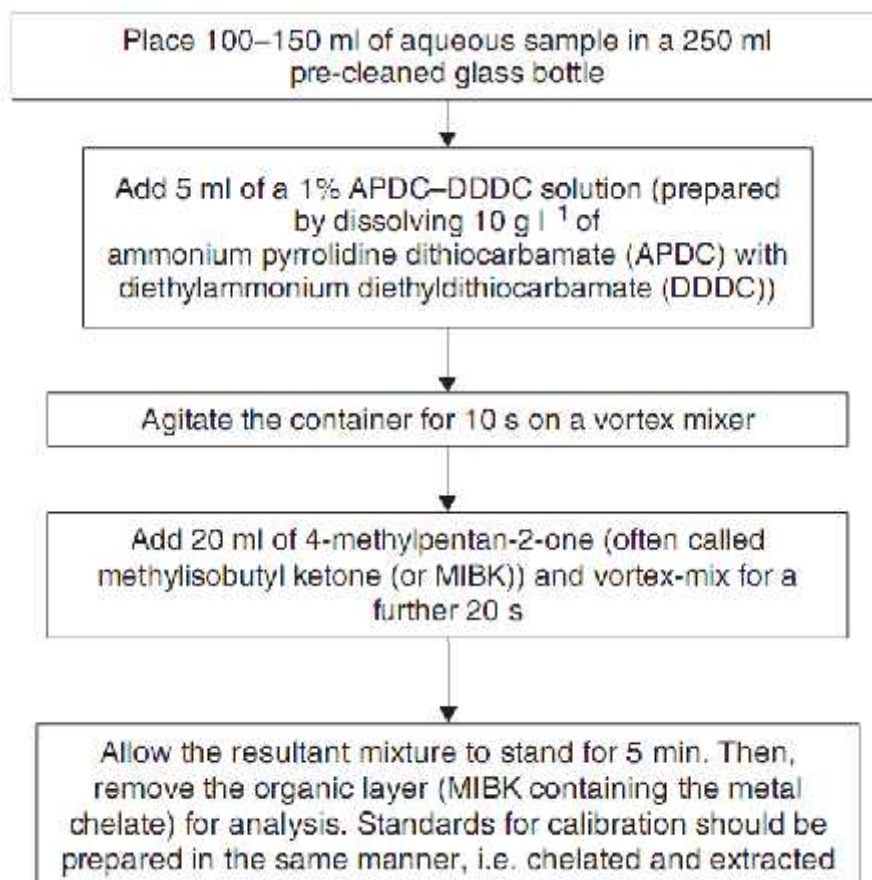 Place 100–150 ml of aqueous sample in a 250 ml
pre-cleaned glass bottle
Add 5 ml of a 1% APDC–DDDC solution (prepared
by dissolving 10 g l ¹ of
ammonium pyrrolidine dithiocarbamate (APDC) with
diethylammonium diethyldithiocarbamate (DDDC))
Agitate the container for 10 s on a vortex mixer
Add 20 ml of 4-methylpentan-2-one (often called
methylisobutyl ketone (or MIBK)) and vortex-mix for a
further 20 s
Allow the resultant mixture to stand for 5 min. Then,
remove the organic layer (MIBK containing the metal
chelate) for analysis. Standards for calibration should be
prepared in the same manner, i.e. chelated and extracted